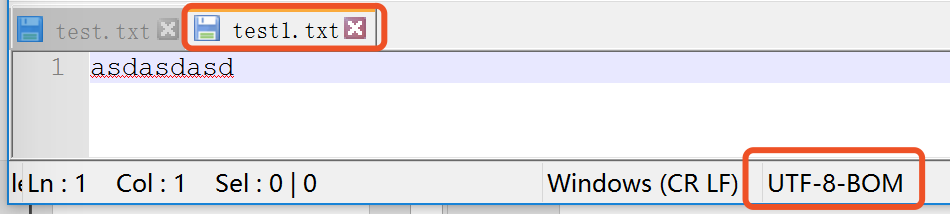 test.txt
test1.txt
1 asdasdasd
Ln : 1 Col : 1 Sel : 0 | 0 Windows (CR LF) UTF-8-BOM